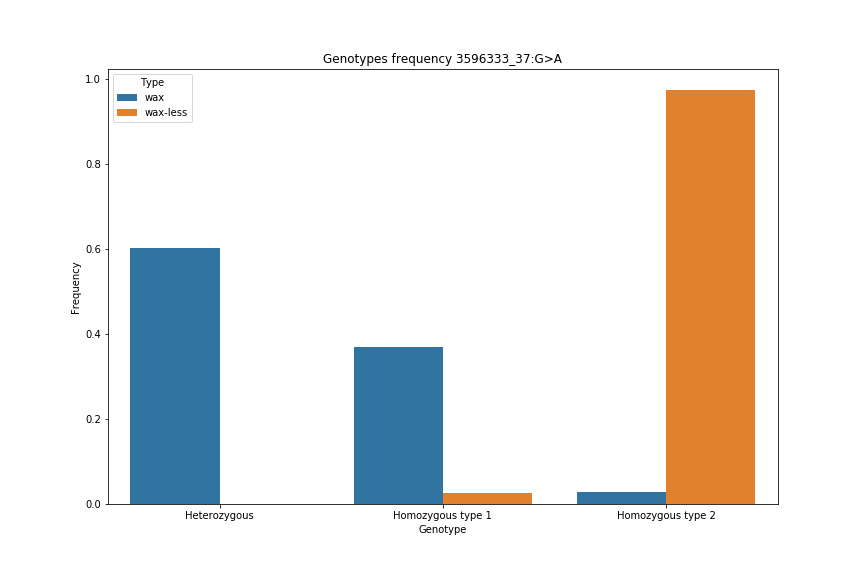 Genotypes frequency 3596333_37:G>A
Type
wax
wax-less
1.0
0.8
0.6
0.4
0.2
0.0
Frequency
Heterozygous
Homozygous type 1
Homozygous type 2
Genotype